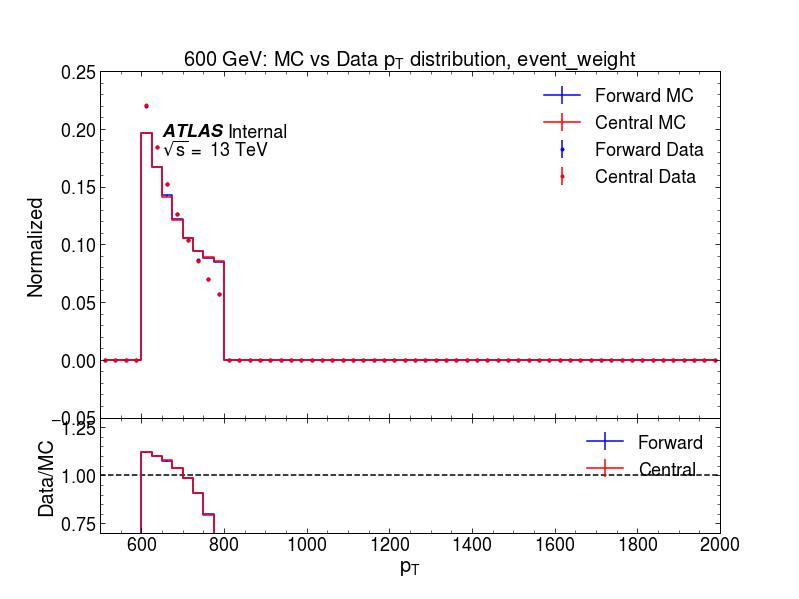 600 GeV: MC vs Data pT distribution, event_weight
0.25
0.20
0.15
0.10
0.05
0.00
−0.05
Normalized
ATLAS Internal
√s = 13 TeV
Forward MC
Central MC
Forward Data
Central Data
1.25
1.00
0.75
Data/MC
Forward
Central
600 800 1000 1200 1400 1600 1800 2000
pT